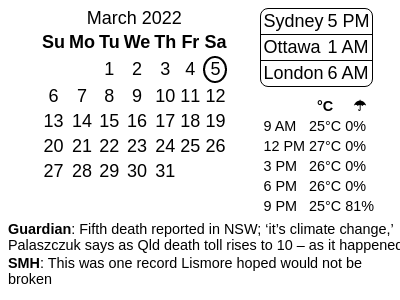 March 2022
Su Mo Tu We Th Fr Sa
1 2 3 4 5
6 7 8 9 10 11 12
13 14 15 16 17 18 19
20 21 22 23 24 25 26
27 28 29 30 31
Sydney 5 PM
Ottawa 1 AM
London 6 AM
°C ☂
9 AM 25°C 0%
12 PM 27°C 0%
3 PM 26°C 0%
6 PM 26°C 0%
9 PM 25°C 81%
Guardian: Fifth death reported in NSW; ‘it’s climate change,’
Palaszczuk says as Qld death toll rises to 10 – as it happened
SMH: This was one record Lismore hoped would not be
broken